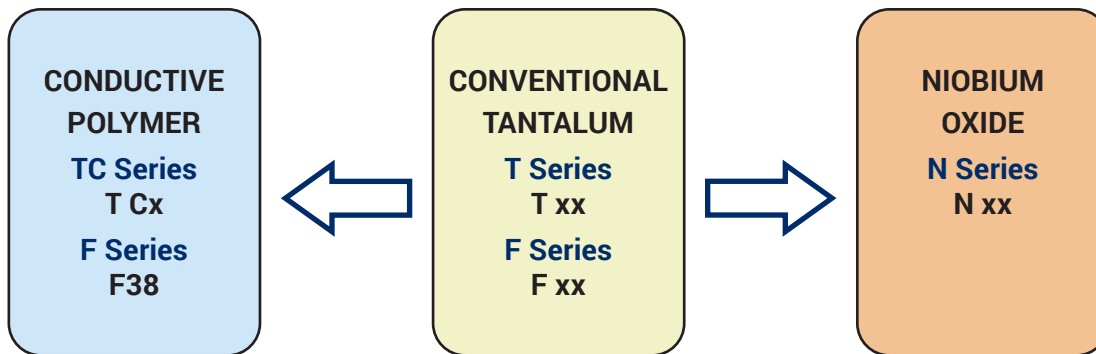 CONDUCTIVE
POLYMER
TC Series
T Cx
F Series
F38
CONVENTIONAL
TANTALUM
T Series
T xx
F Series
F xx
NIOBIUM
OXIDE
N Series
N xx